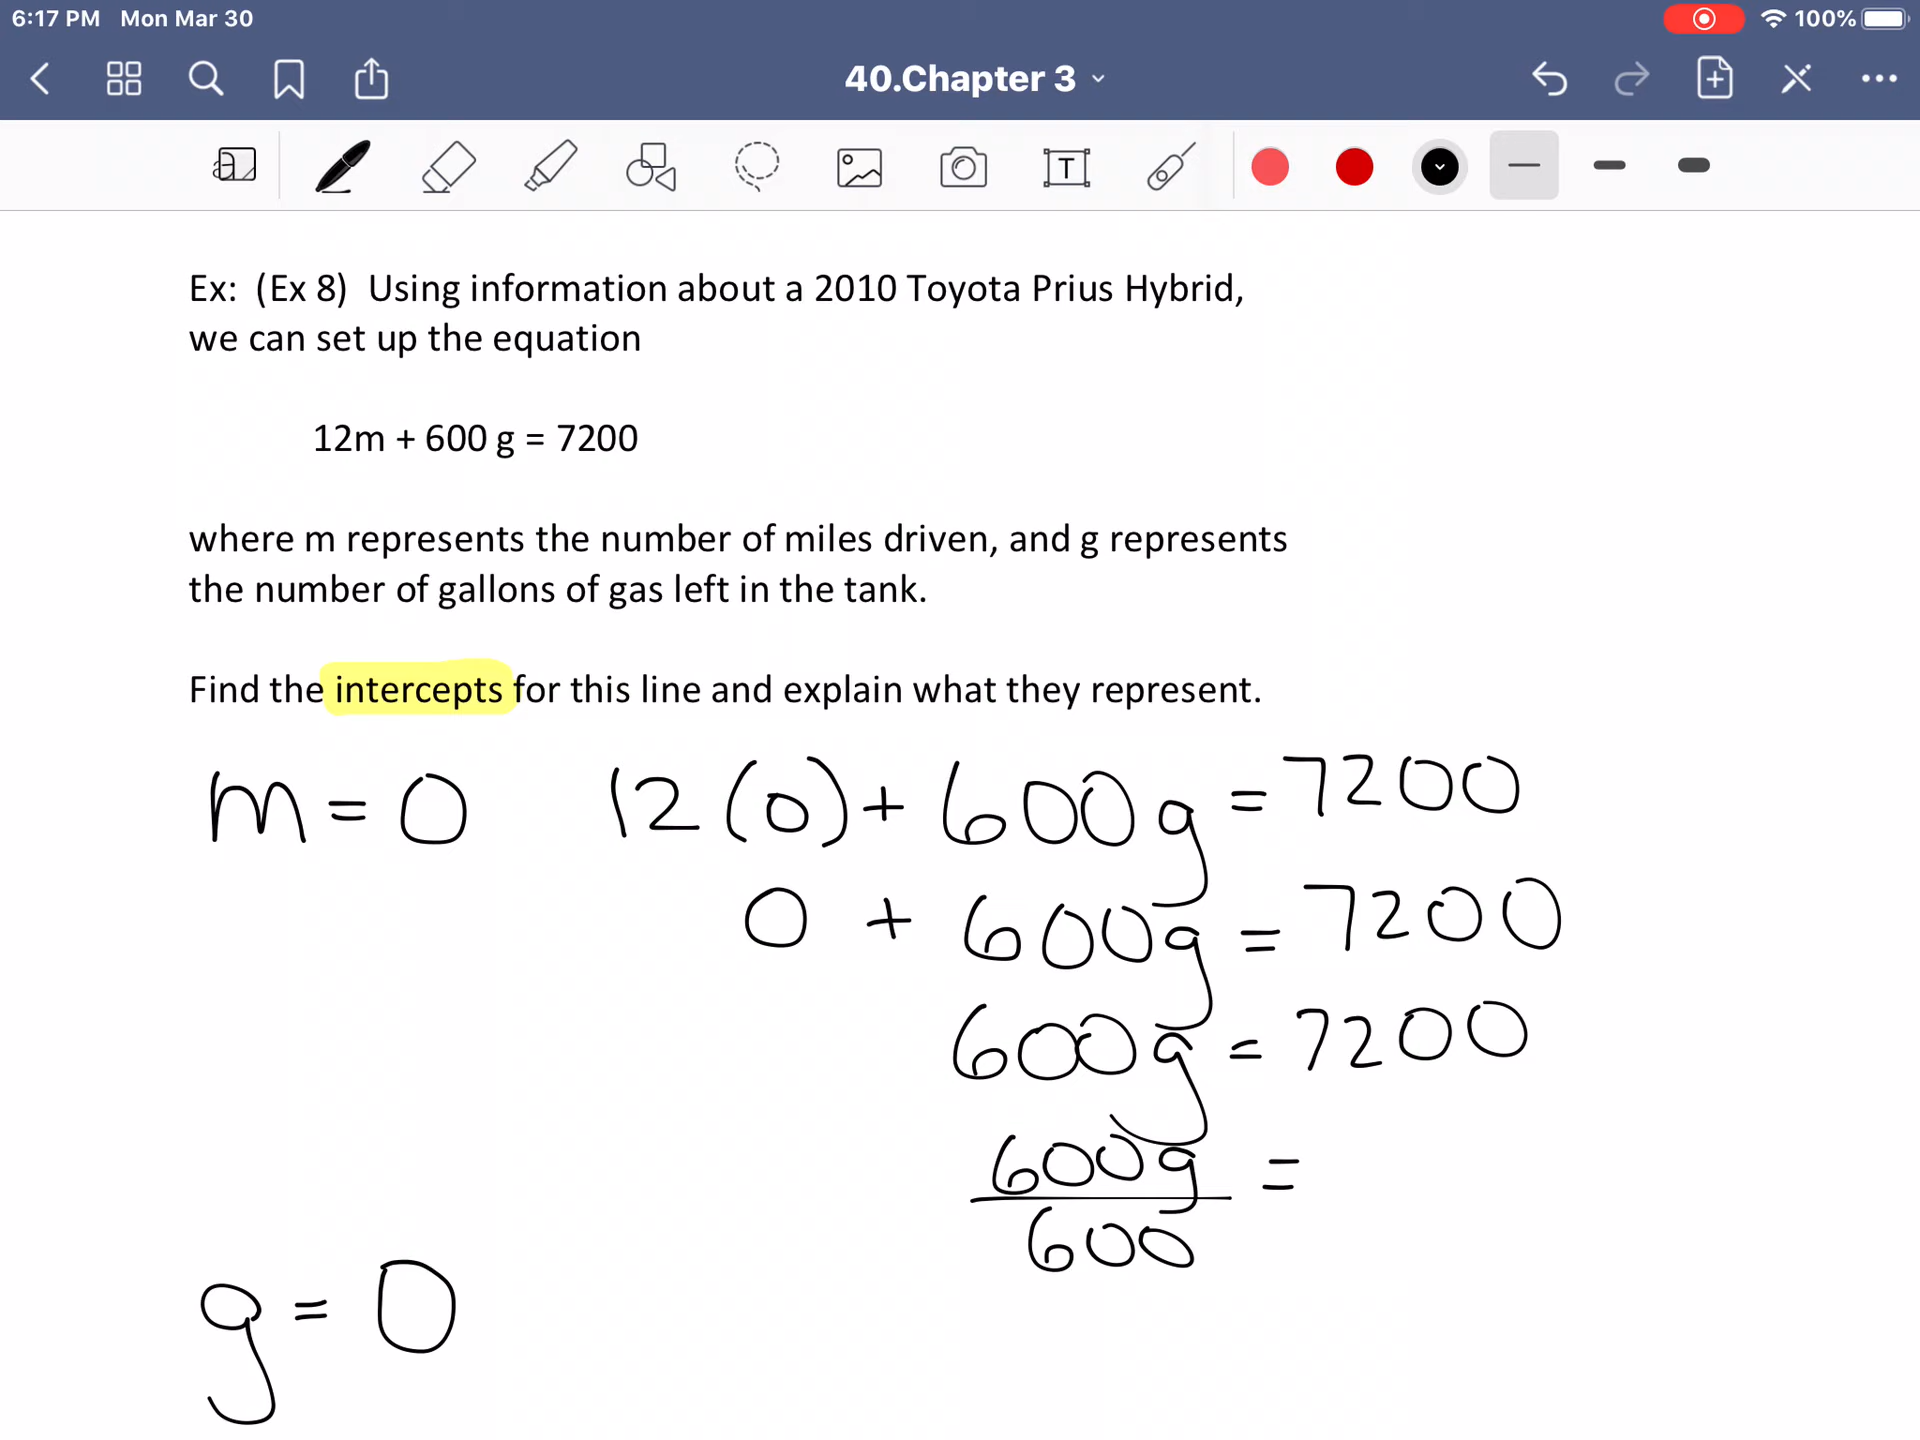 6:17 PM Mon Mar 30 100%
40.Chapter 3
a T
Ex: (Ex 8) Using information about a 2010 Toyota Prius Hybrid,
we can set up the equation
12m + 600 g = 7200
where m represents the number of miles driven, and g represents
the number of gallons of gas left in the tank.
Find the intercepts for this line and explain what they represent.
m = 0 12(0) + 600g = 7200
0 + 600g = 7200
600g = 7200
600g =
600
g = 0